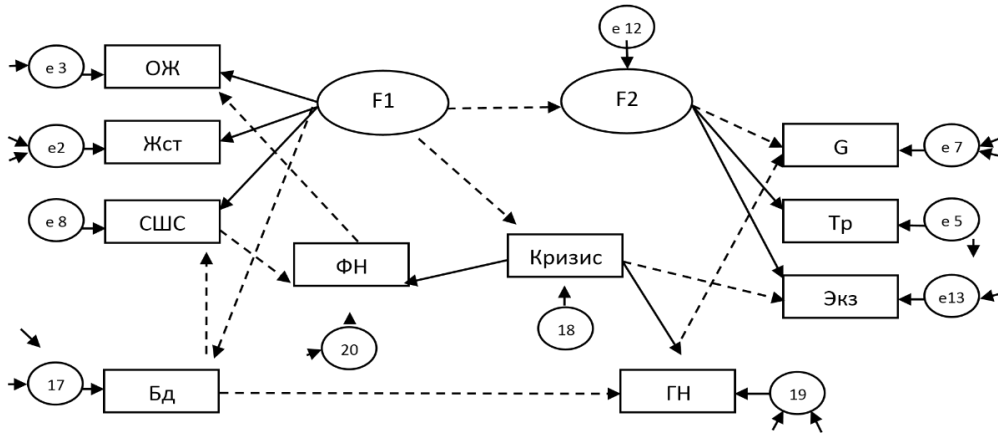 e 12
e 3
ОЖ
F1
F2
e2
Жст
G
e 7
e 8
СШС
Тр
e 5
ФН
Кризис
Экз
e13
20
18
17
Бд
ГН
19